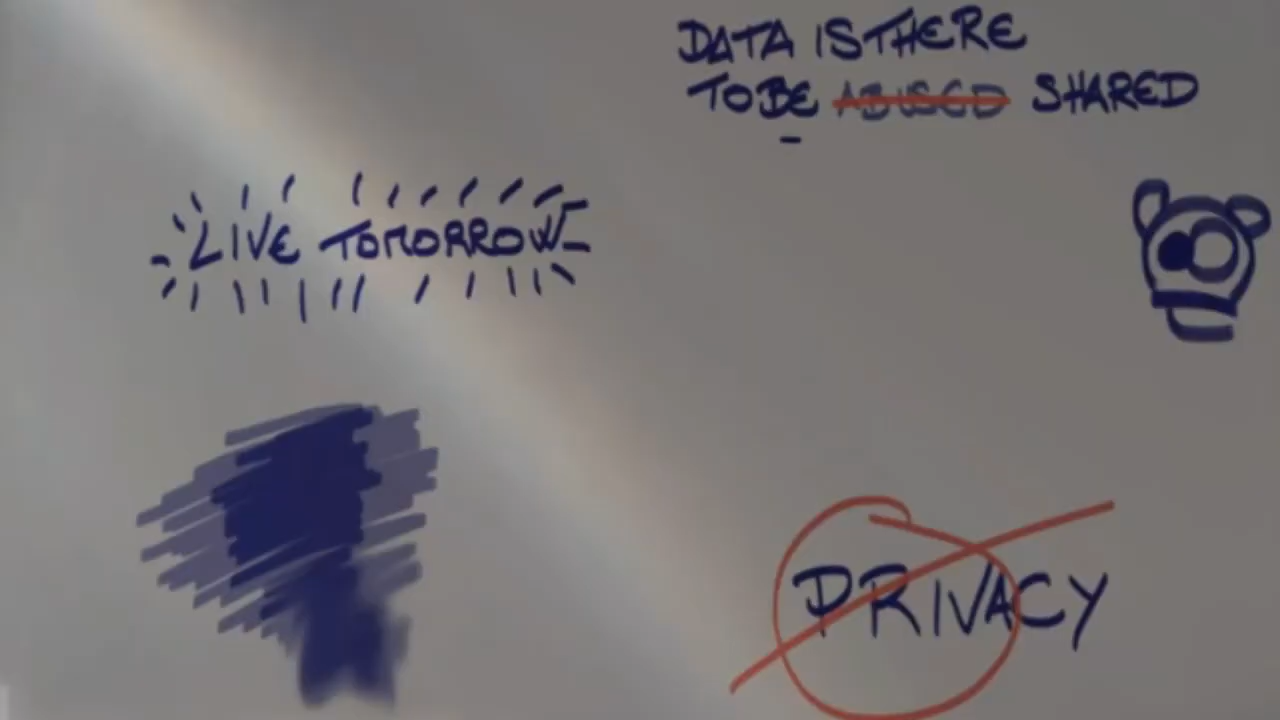 DATA IS THERE
TO BE ABUSED SHARED
LIVE TOMORROW
PRIVACY